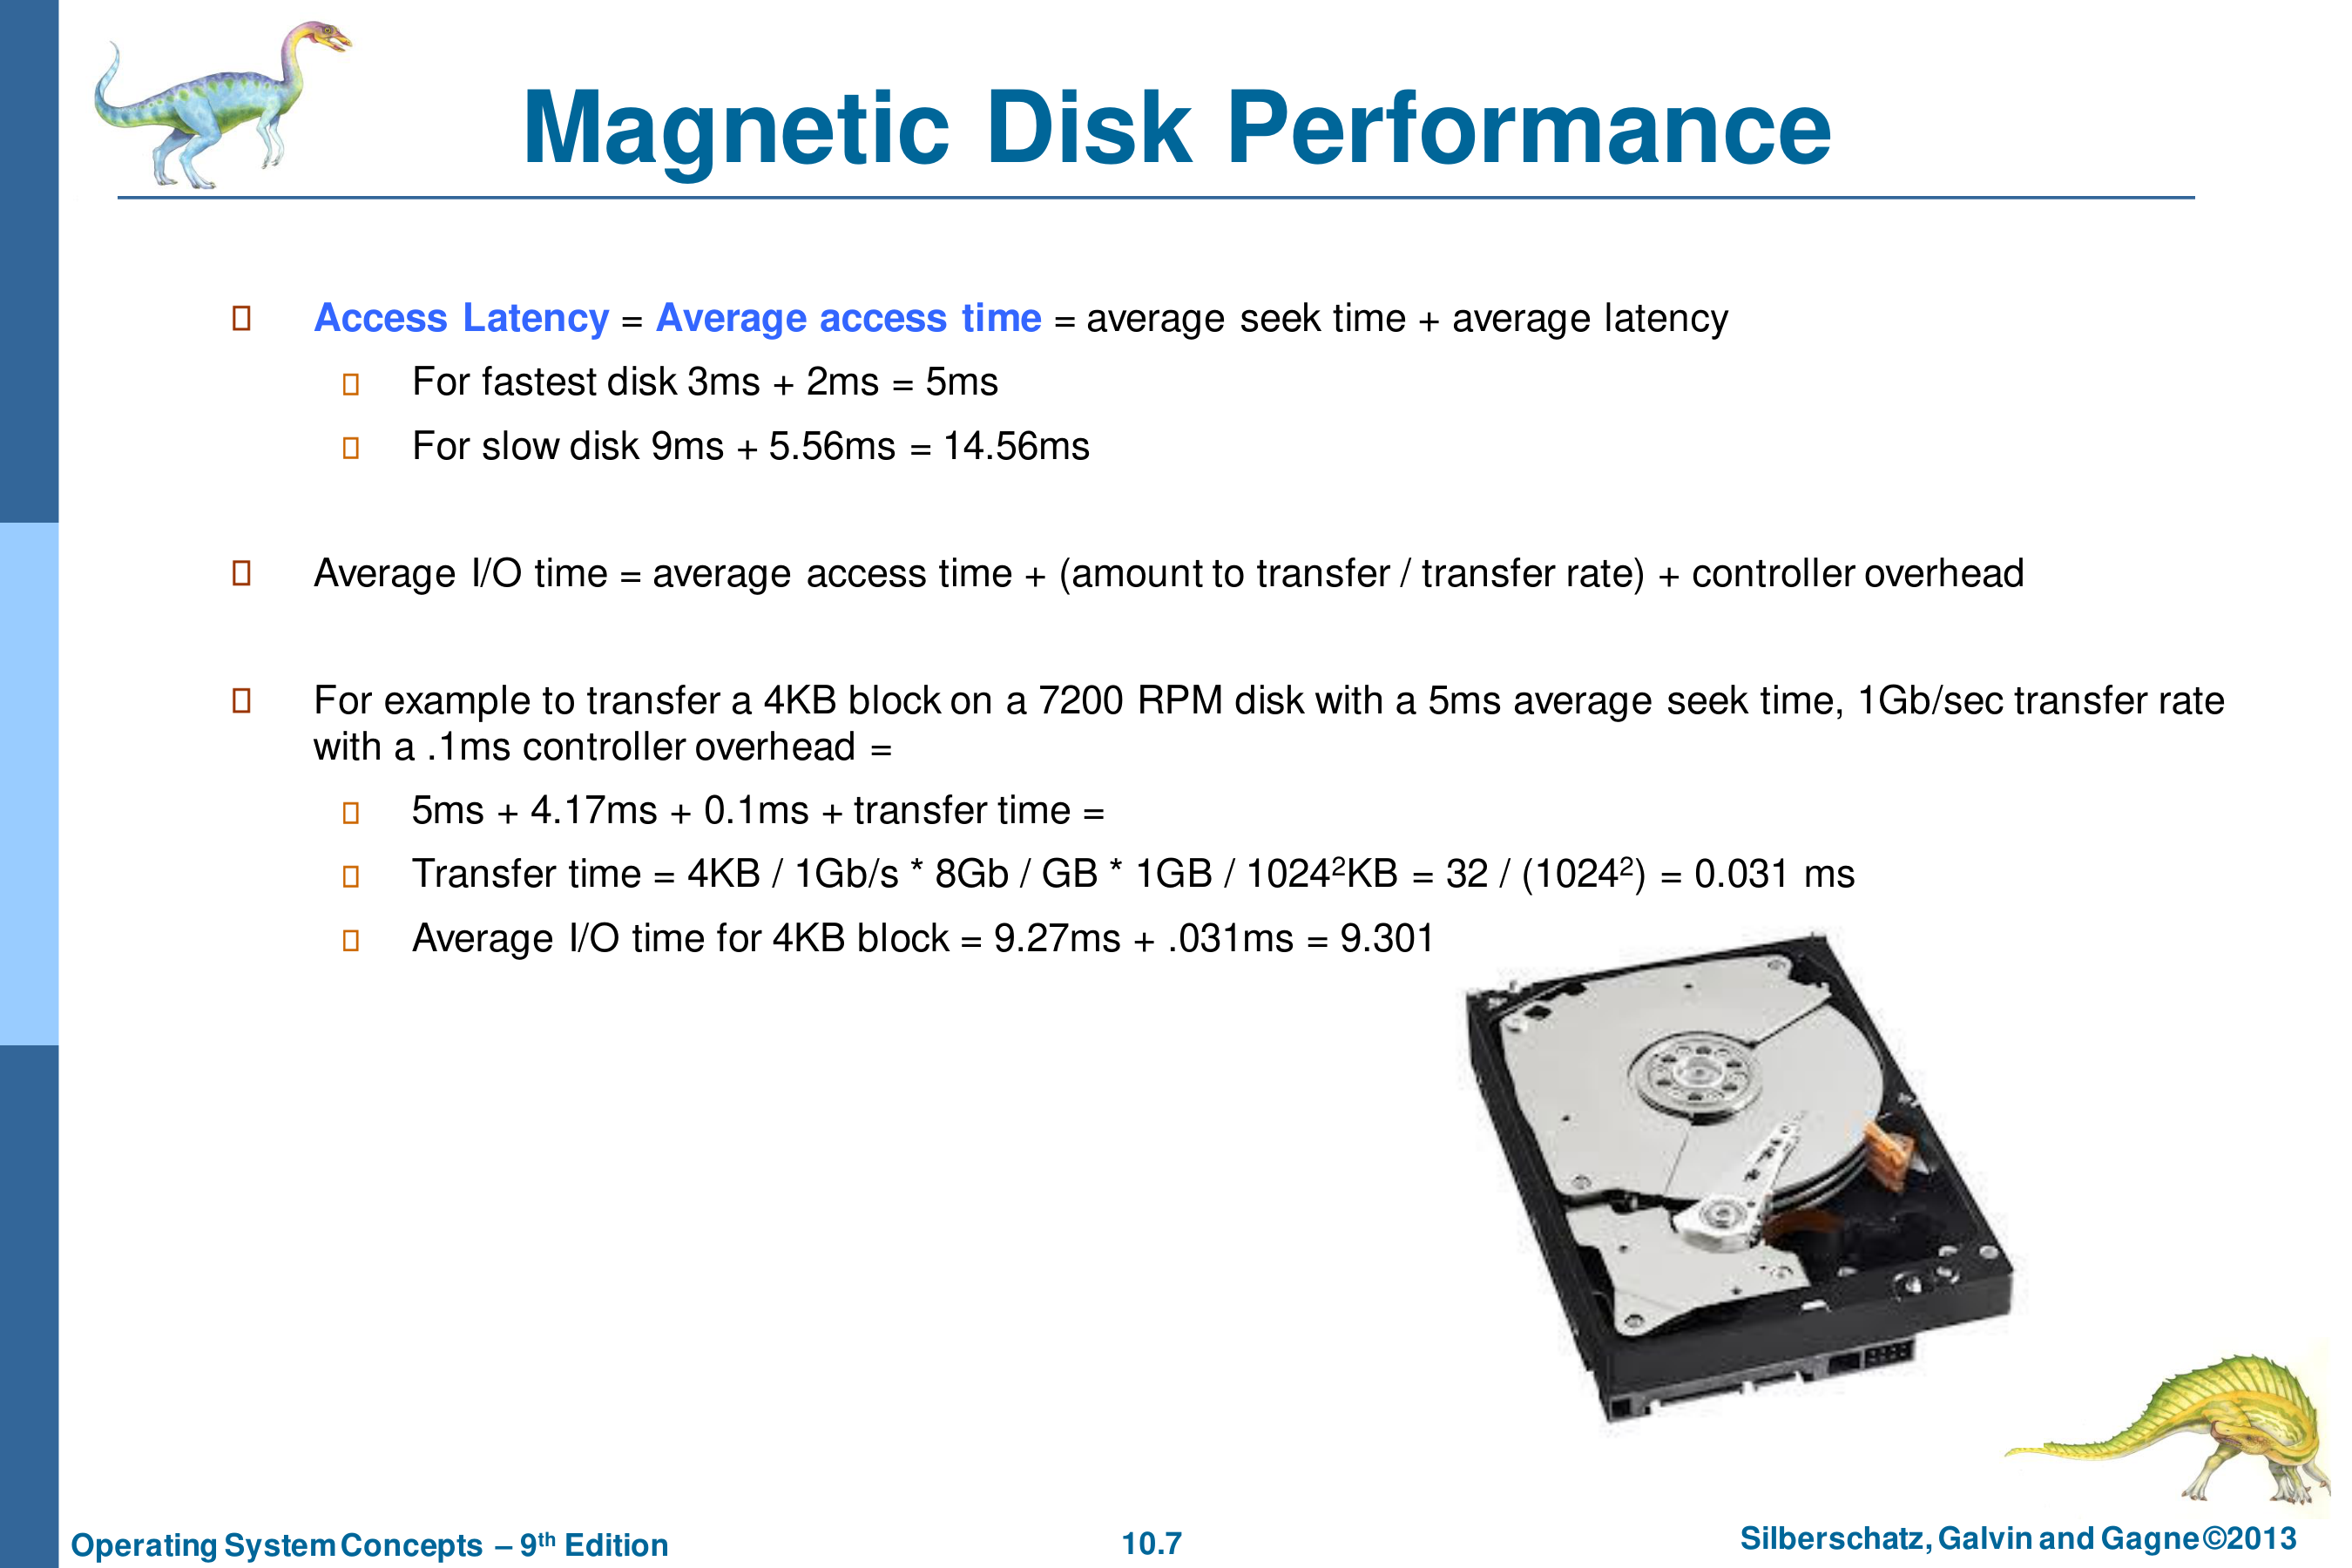 Magnetic Disk Performance
Access Latency = Average access time = average seek time + average latency
For fastest disk 3ms + 2ms = 5ms
For slow disk 9ms + 5.56ms = 14.56ms
Average I/O time = average access time + (amount to transfer / transfer rate) + controller overhead
For example to transfer a 4KB block on a 7200 RPM disk with a 5ms average seek time, 1Gb/sec transfer rate
with a .1ms controller overhead =
5ms + 4.17ms + 0.1ms + transfer time =
Transfer time = 4KB / 1Gb/s * 8Gb / GB * 1GB / 1024²KB = 32 / (1024²) = 0.031 ms
Average I/O time for 4KB block = 9.27ms + .031ms = 9.301
Operating System Concepts – 9th Edition
10.7
Silberschatz, Galvin and Gagne ©2013